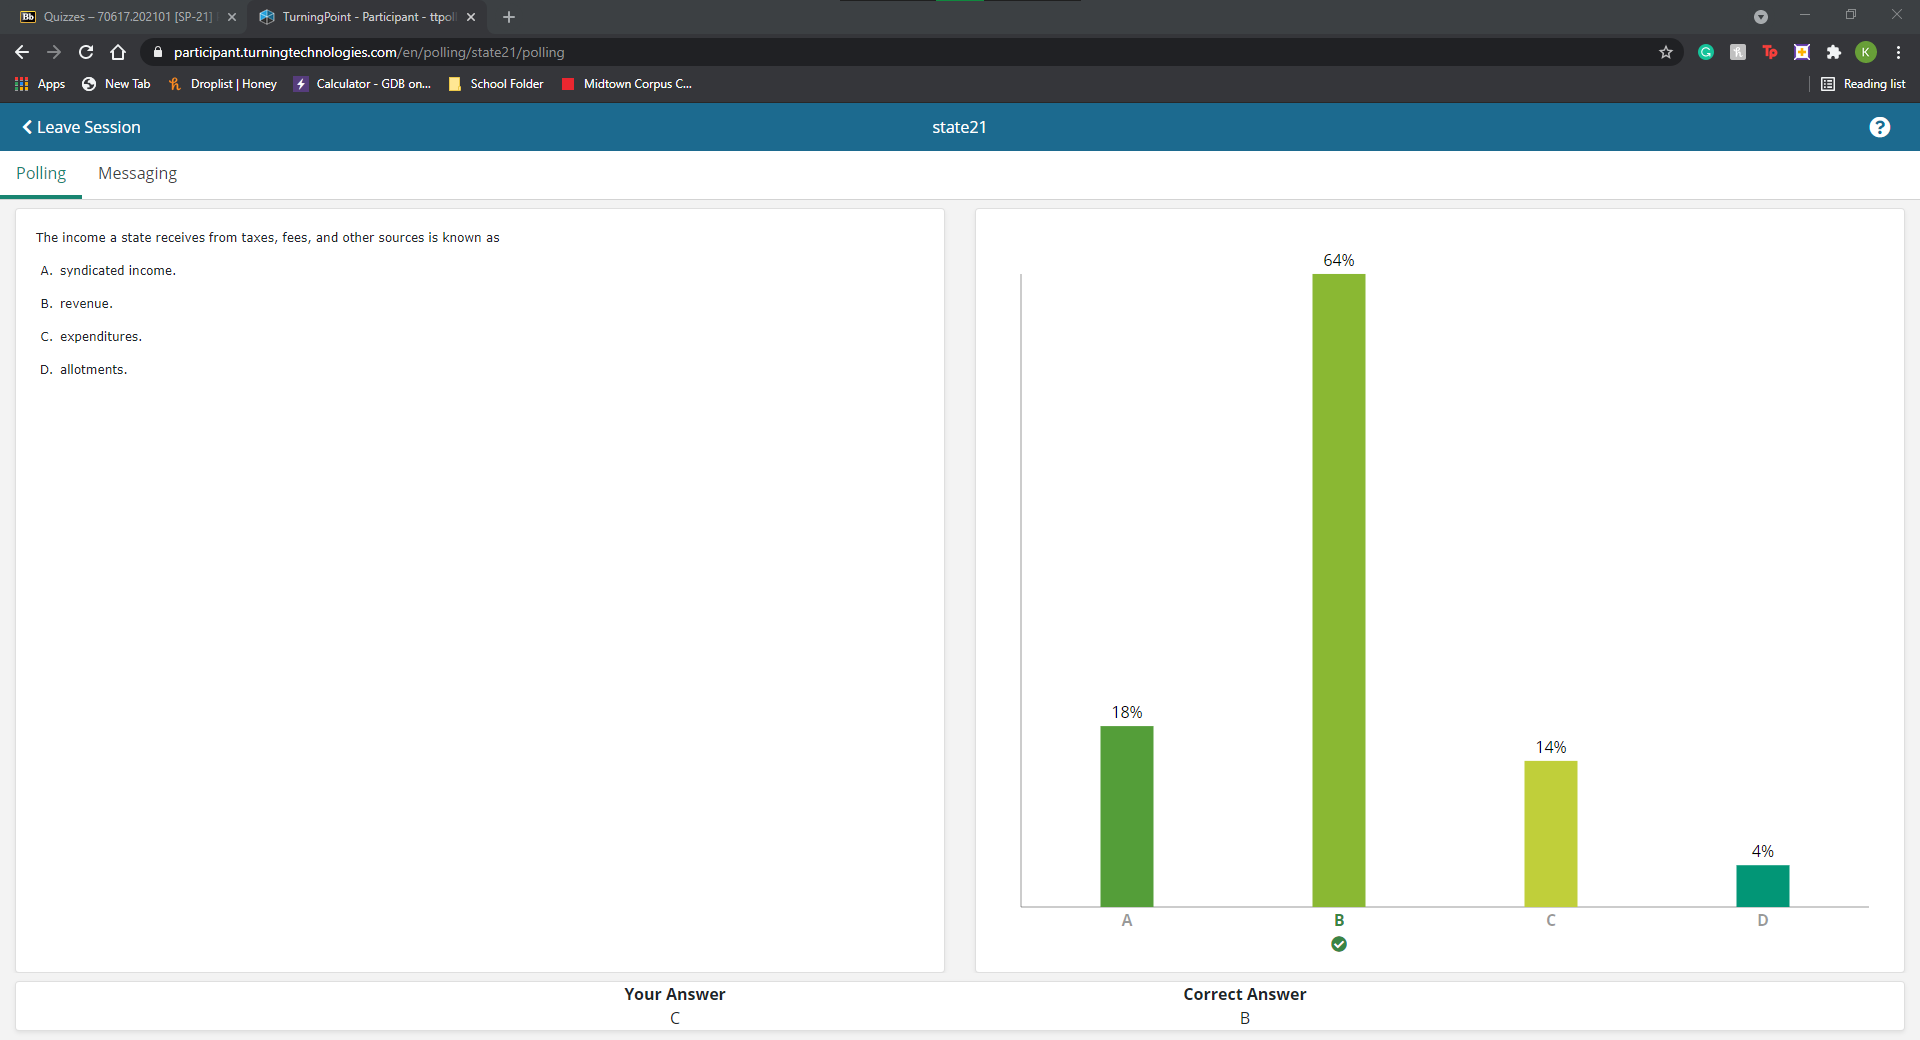 Bb Quizzes – 70617.202101 [SP-21]
TurningPoint - Participant - ttpoll
participant.turningtechnologies.com/en/polling/state21/polling
Tp
K
Apps
New Tab
Droplist | Honey
Calculator - GDB on...
School Folder
Midtown Corpus C...
Reading list
Leave Session
state21
?
Polling
Messaging
The income a state receives from taxes, fees, and other sources is known as
A. syndicated income.
B. revenue.
C. expenditures.
D. allotments.
64%
18%
14%
4%
A
B
C
D
Your Answer
C
Correct Answer
B